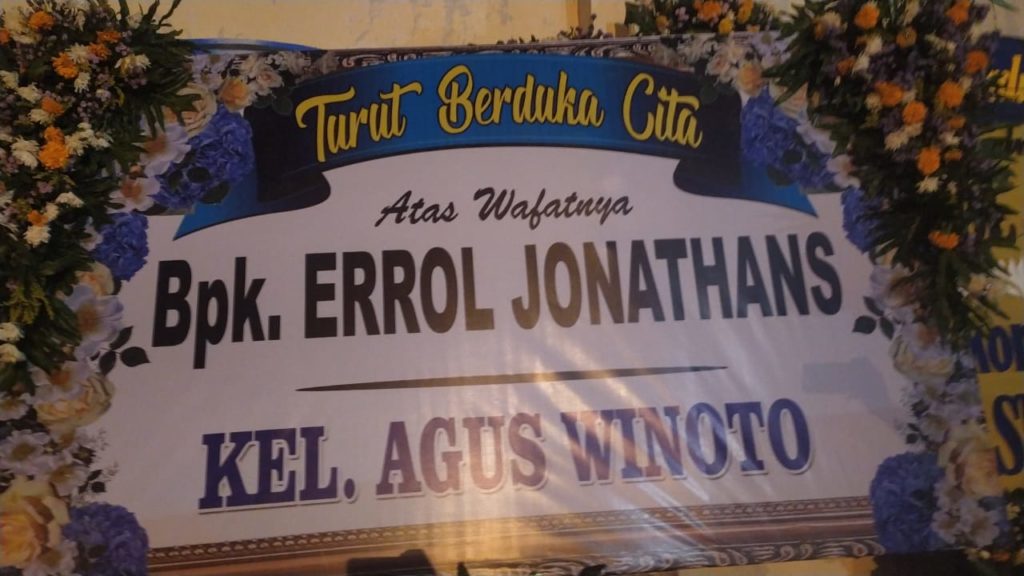 Turut Berduka Cita
Atas Wafatnya
Bpk. ERROL JONATHANS
KEL. AGUS WINOTO